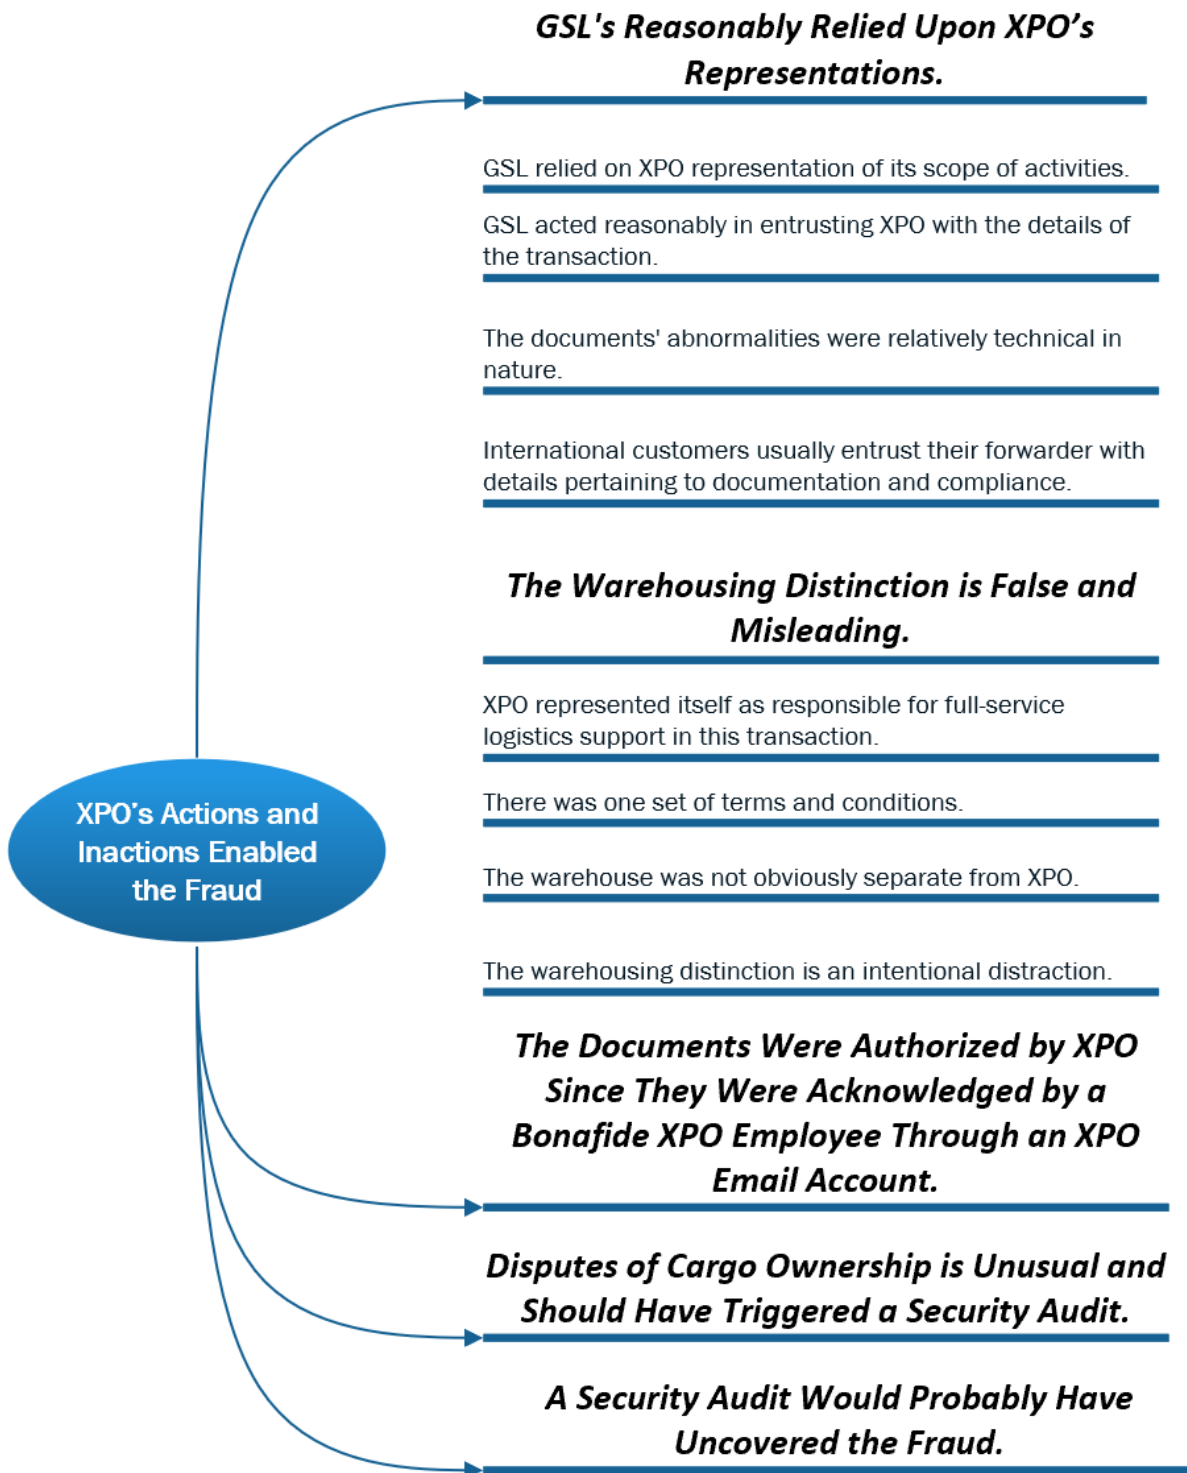 GSL's Reasonably Relied Upon XPO’s
Representations.
GSL relied on XPO representation of its scope of activities.
GSL acted reasonably in entrusting XPO with the details of
the transaction.
The documents' abnormalities were relatively technical in
nature.
International customers usually entrust their forwarder with
details pertaining to documentation and compliance.
The Warehousing Distinction is False and
Misleading.
XPO represented itself as responsible for full-service
logistics support in this transaction.
There was one set of terms and conditions.
The warehouse was not obviously separate from XPO.
The warehousing distinction is an intentional distraction.
XPO’s Actions and
Inactions Enabled
the Fraud
The Documents Were Authorized by XPO
Since They Were Acknowledged by a
Bonafide XPO Employee Through an XPO
Email Account.
Disputes of Cargo Ownership is Unusual and
Should Have Triggered a Security Audit.
A Security Audit Would Probably Have
Uncovered the Fraud.